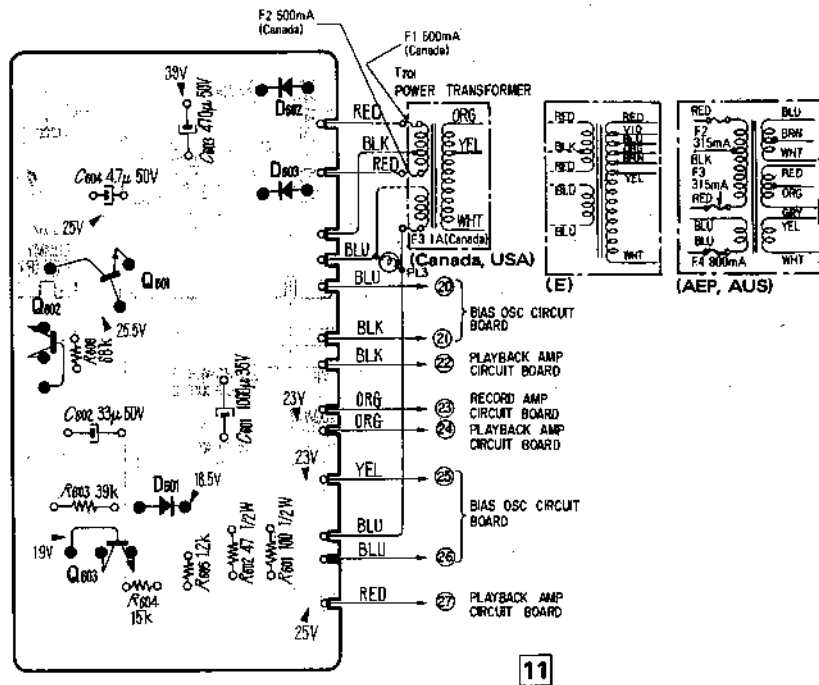 F2 500mA
(Canada)
F1 600mA
(Canada)
T701
POWER TRANSFORMER
39V
C603 470μ 50V
D602
RED
ORG
BLK
YEL
RED
D603
C604 4.7μ 50V
25V
WHT
F3 1A (Canada)
(Canada, USA)
BLU
PL3
BLU
RED
BLK
RED
BLU
BLU
RED
VIO
BLU
BRN
YEL
WHT
(E)
RED
F2
315mA
BLK
F3
315mA
RED
BLU
BLU
F4 800mA
BLU
BRN
WHT
RED
ORG
GRY
YEL
WHT
(AEP, AUS)
Q601
Q602
25.5V
R606
68k
20
BIAS OSC CIRCUIT
BOARD
BLK
21
BLK
22
PLAYBACK AMP
CIRCUIT BOARD
C601 1000μ 35V
23V
ORG
23
RECORD AMP
CIRCUIT BOARD
ORG
24
PLAYBACK AMP
CIRCUIT BOARD
C602 33μ 50V
23V
YEL
25
BIAS OSC CIRCUIT
BOARD
R603 39k
D601
18.5V
BLU
BLU
26
19V
Q603
R604
15k
R605 1.2k
R602 47 1/2W
R601 100 1/2W
RED
27
PLAYBACK AMP
CIRCUIT BOARD
25V
11